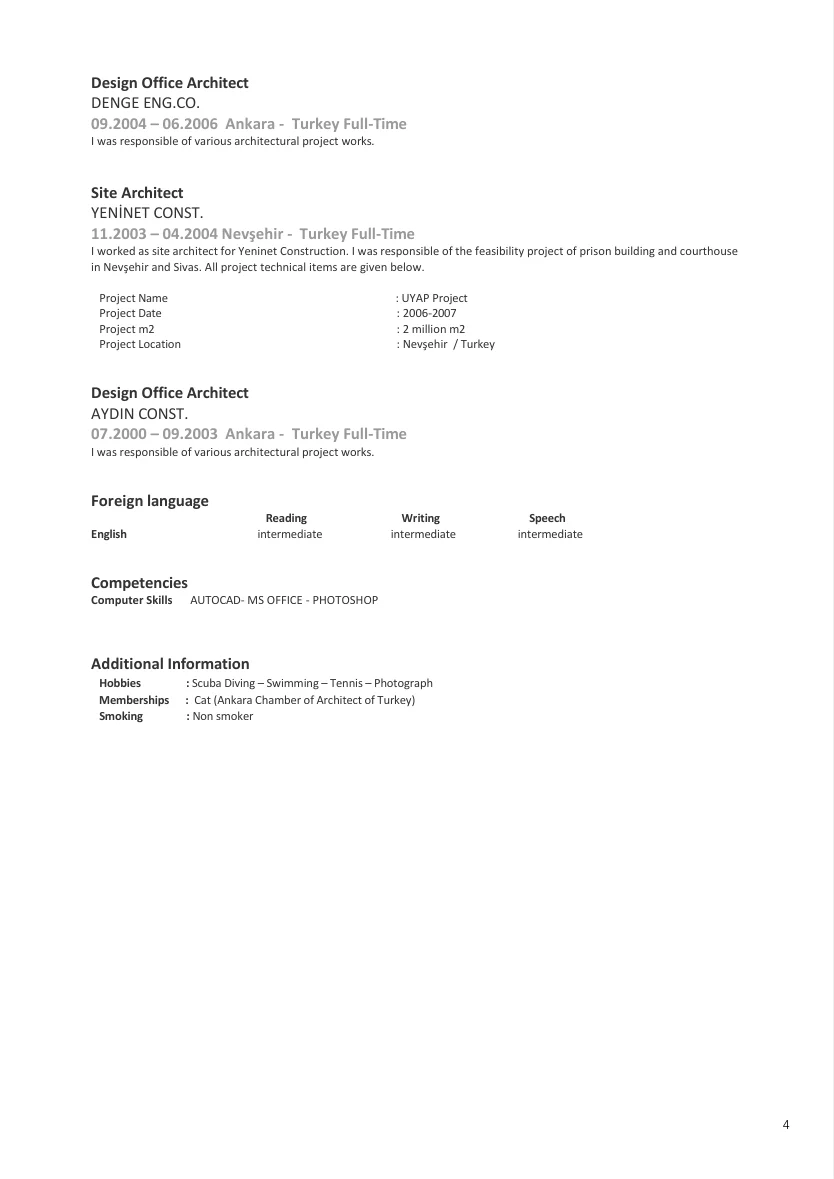 Design Office Architect
DENGE ENG.CO.
09.2004 – 06.2006  Ankara -  Turkey Full-Time
I was responsible of various architectural project works.
Site Architect
YENİNET CONST.
11.2003 – 04.2004 Nevşehir -  Turkey Full-Time
I worked as site architect for Yeninet Construction. I was responsible of the feasibility project of prison building and courthouse
in Nevşehir and Sivas. All project technical items are given below.
Project Name : UYAP Project
Project Date : 2006-2007
Project m2 : 2 million m2
Project Location : Nevşehir  / Turkey
Design Office Architect
AYDIN CONST.
07.2000 – 09.2003  Ankara -  Turkey Full-Time
I was responsible of various architectural project works.
Foreign language
Reading Writing Speech
English intermediate intermediate intermediate
Competencies
Computer Skills AUTOCAD- MS OFFICE - PHOTOSHOP
Additional Information
Hobbies : Scuba Diving – Swimming – Tennis – Photograph
Memberships :  Cat (Ankara Chamber of Architect of Turkey)
Smoking : Non smoker
4